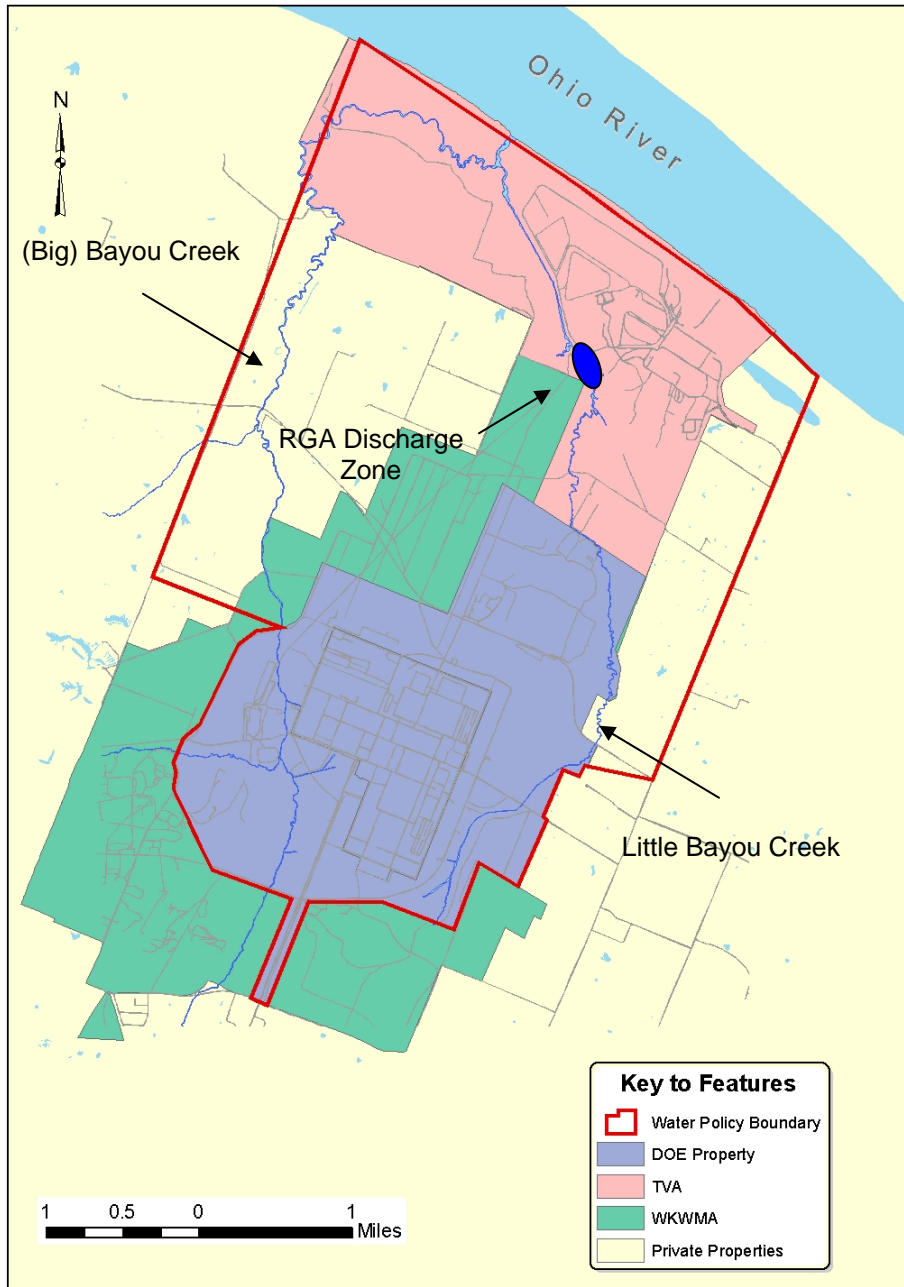 Ohio River
N
(Big) Bayou Creek
RGA Discharge
Zone
Little Bayou Creek
Key to Features
Water Policy Boundary
DOE Property
TVA
WKWMA
Private Properties
1 0.5 0 1
Miles